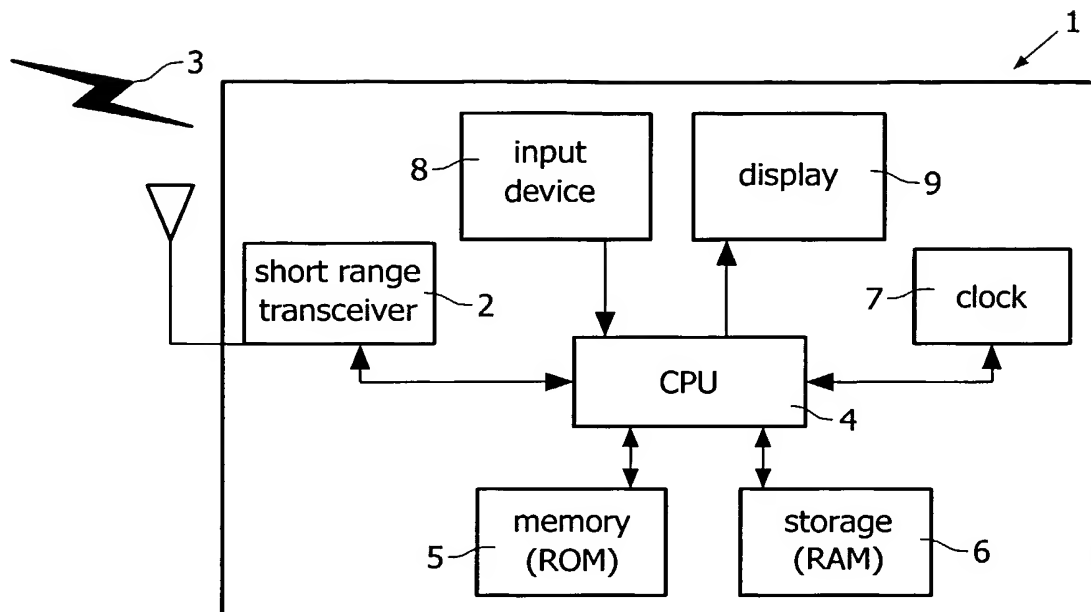 1
3
input
device
8
display
9
short range
transceiver
2
7
clock
CPU
4
memory
(ROM)
5
storage
(RAM)
6